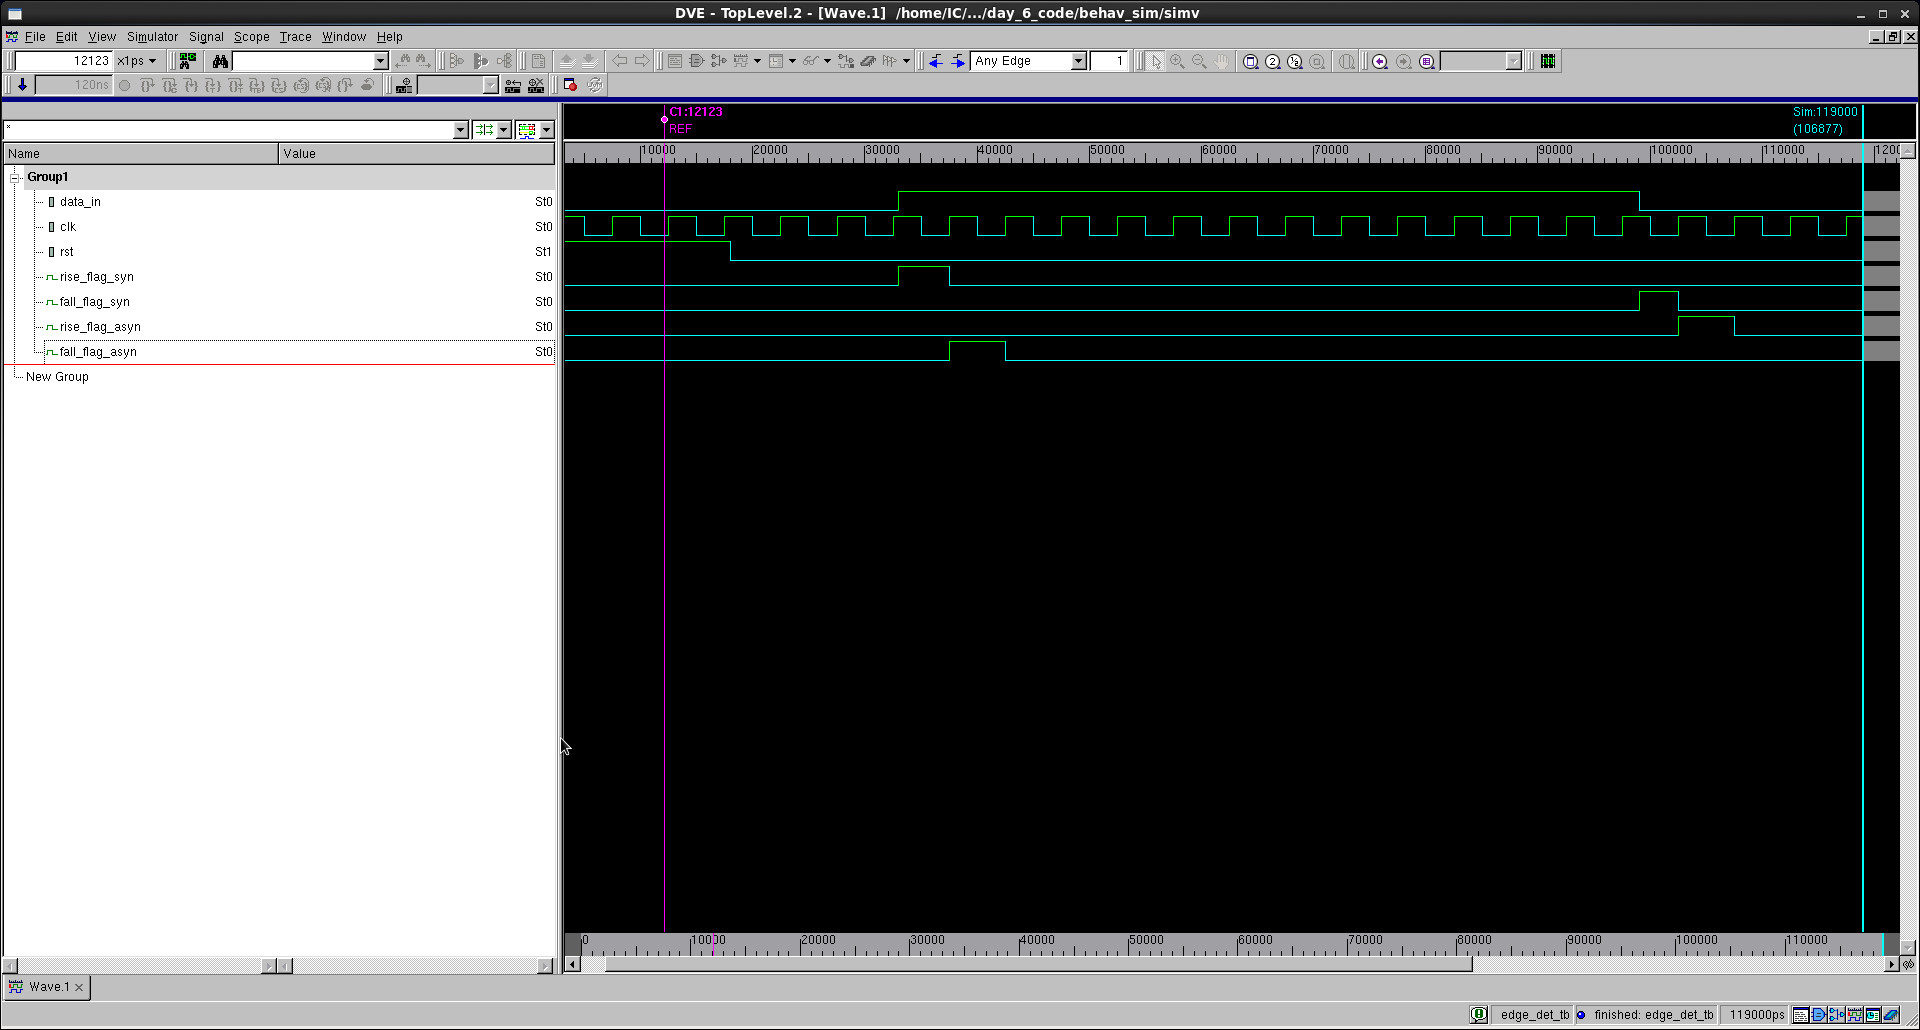 DVE - TopLevel.2 - [Wave.1]  /home/IC/.../day_6_code/behav_sim/simv
File Edit View Simulator Signal Scope Trace Window Help
12123 x1ps Any Edge 1
120ns
C1:12123
REF
Sim:119000
(106877)
*
Name Value
10000 20000 30000 40000 50000 60000 70000 80000 90000 100000 110000 1200
Group1
data_in St0
clk St0
rst St1
rise_flag_syn St0
fall_flag_syn St0
rise_flag_asyn St0
fall_flag_asyn St0
New Group
0 10000 20000 30000 40000 50000 60000 70000 80000 90000 100000 110000
Wave.1
edge_det_tb finished: edge_det_tb 119000ps